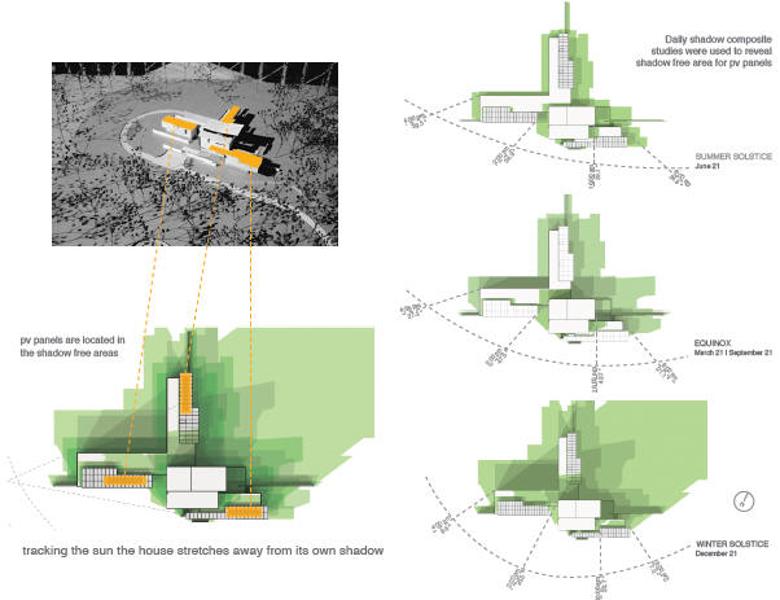 Daily shadow composite
studies were used to reveal
shadow free area for pv panels
SUMMER SOLSTICE
June 21
EQUINOX
March 21 | September 21
pv panels are located in
the shadow free areas
WINTER SOLSTICE
December 21
tracking the sun the house stretches away from its own shadow